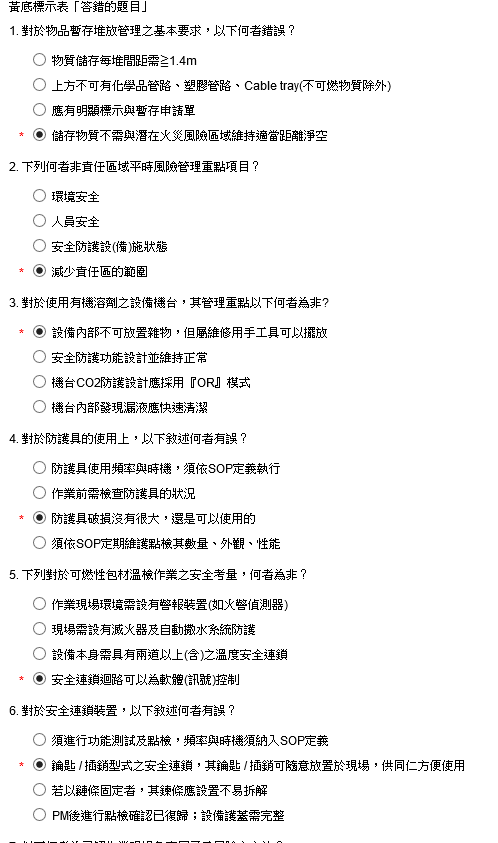 黃底標示表「答錯的題目」
1. 對於物品暫存堆放管理之基本要求，以下何者錯誤？
物質儲存每堆間距需≧1.4m
上方不可有化學品管路、塑膠管路、Cable tray(不可燃物質除外)
應有明顯標示與暫存申請單
* 儲存物質不需與潛在火災風險區域維持適當距離淨空
2. 下列何者非責任區域平時風險管理重點項目？
環境安全
人員安全
安全防護設(備)施狀態
* 減少責任區的範圍
3. 對於使用有機溶劑之設備機台，其管理重點以下何者為非?
* 設備內部不可放置雜物，但屬維修用手工具可以擺放
安全防護功能設計並維持正常
機台CO2防護設計應採用『OR』模式
機台內部發現漏液應快速清潔
4. 對於防護具的使用上，以下敘述何者有誤？
防護具使用頻率與時機，須依SOP定義執行
作業前需檢查防護具的狀況
* 防護具破損沒有很大，還是可以使用的
須依SOP定期維護點檢其數量、外觀、性能
5. 下列對於可燃性包材溫檢作業之安全考量，何者為非？
作業現場環境需設有警報裝置(如火警偵測器)
現場需設有滅火器及自動撒水系統防護
設備本身需具有兩道以上(含)之溫度安全連鎖
* 安全連鎖迴路可以為軟體(訊號)控制
6. 對於安全連鎖裝置，以下敘述何者有誤？
須進行功能測試及點檢，頻率與時機須納入SOP定義
* 鑰匙 / 插銷型式之安全連鎖，其鑰匙 / 插銷可隨意放置於現場，供同仁方便使用
若以鏈條固定者，其鍊條應設置不易拆解
PM後進行點檢確認已復歸；設備護蓋需完整